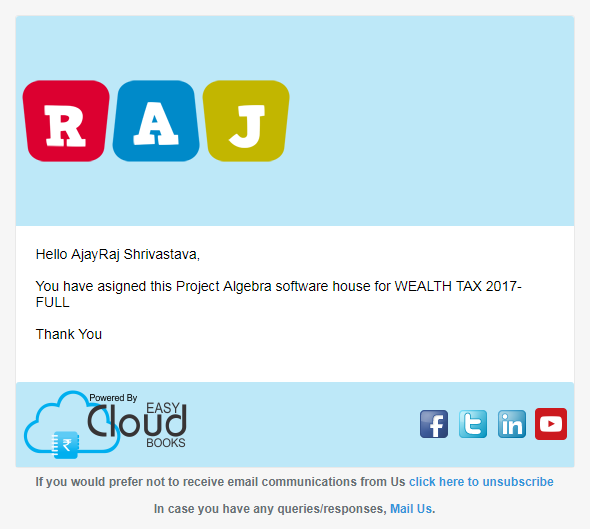 RAJ
Hello AjayRaj Shrivastava,
You have asigned this Project Algebra software house for WEALTH TAX 2017-
FULL
Thank You
Powered By
EASY
Cloud
BOOKS
₹
f t in
If you would prefer not to receive email communications from Us click here to unsubscribe
In case you have any queries/responses, Mail Us.